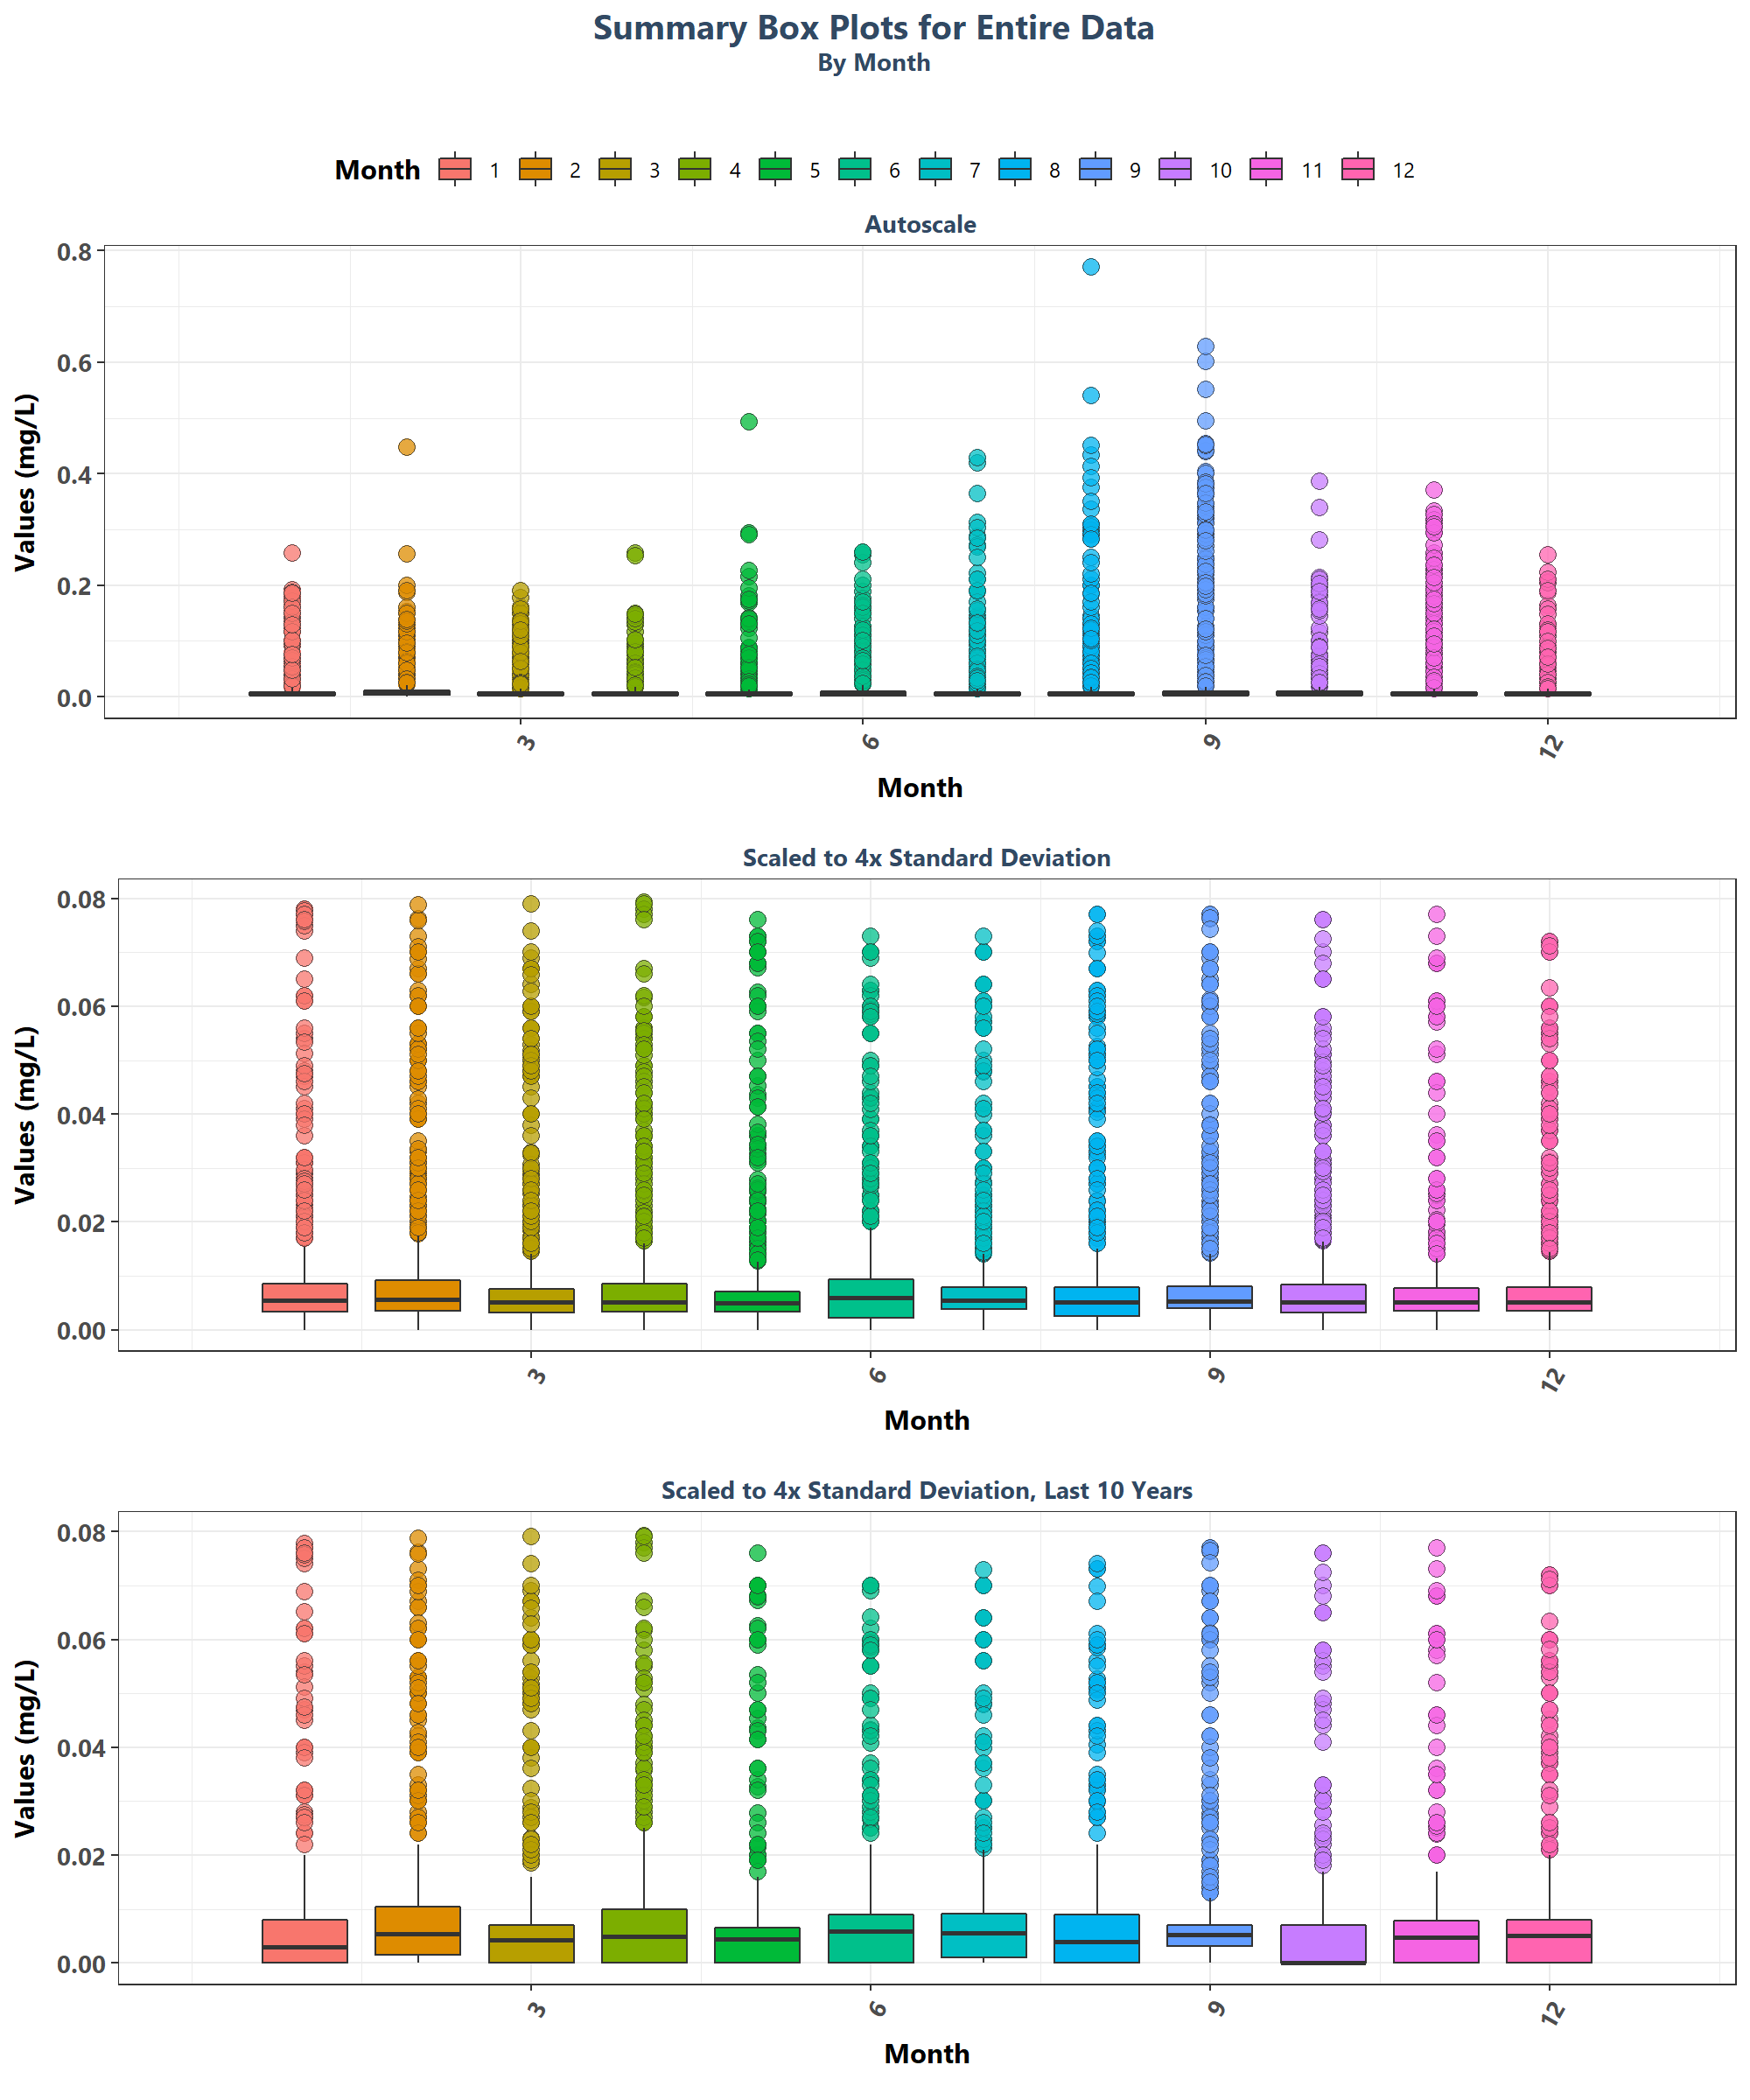 Summary Box Plots for Entire Data
By Month
Month 1 2 3 4 5 6 7 8 9 10 11 12
Autoscale
Values (mg/L)
0.8
0.6
0.4
0.2
0.0
3 6 9 12
Month
Scaled to 4x Standard Deviation
Values (mg/L)
0.08
0.06
0.04
0.02
0.00
3 6 9 12
Month
Scaled to 4x Standard Deviation, Last 10 Years
Values (mg/L)
0.08
0.06
0.04
0.02
0.00
3 6 9 12
Month